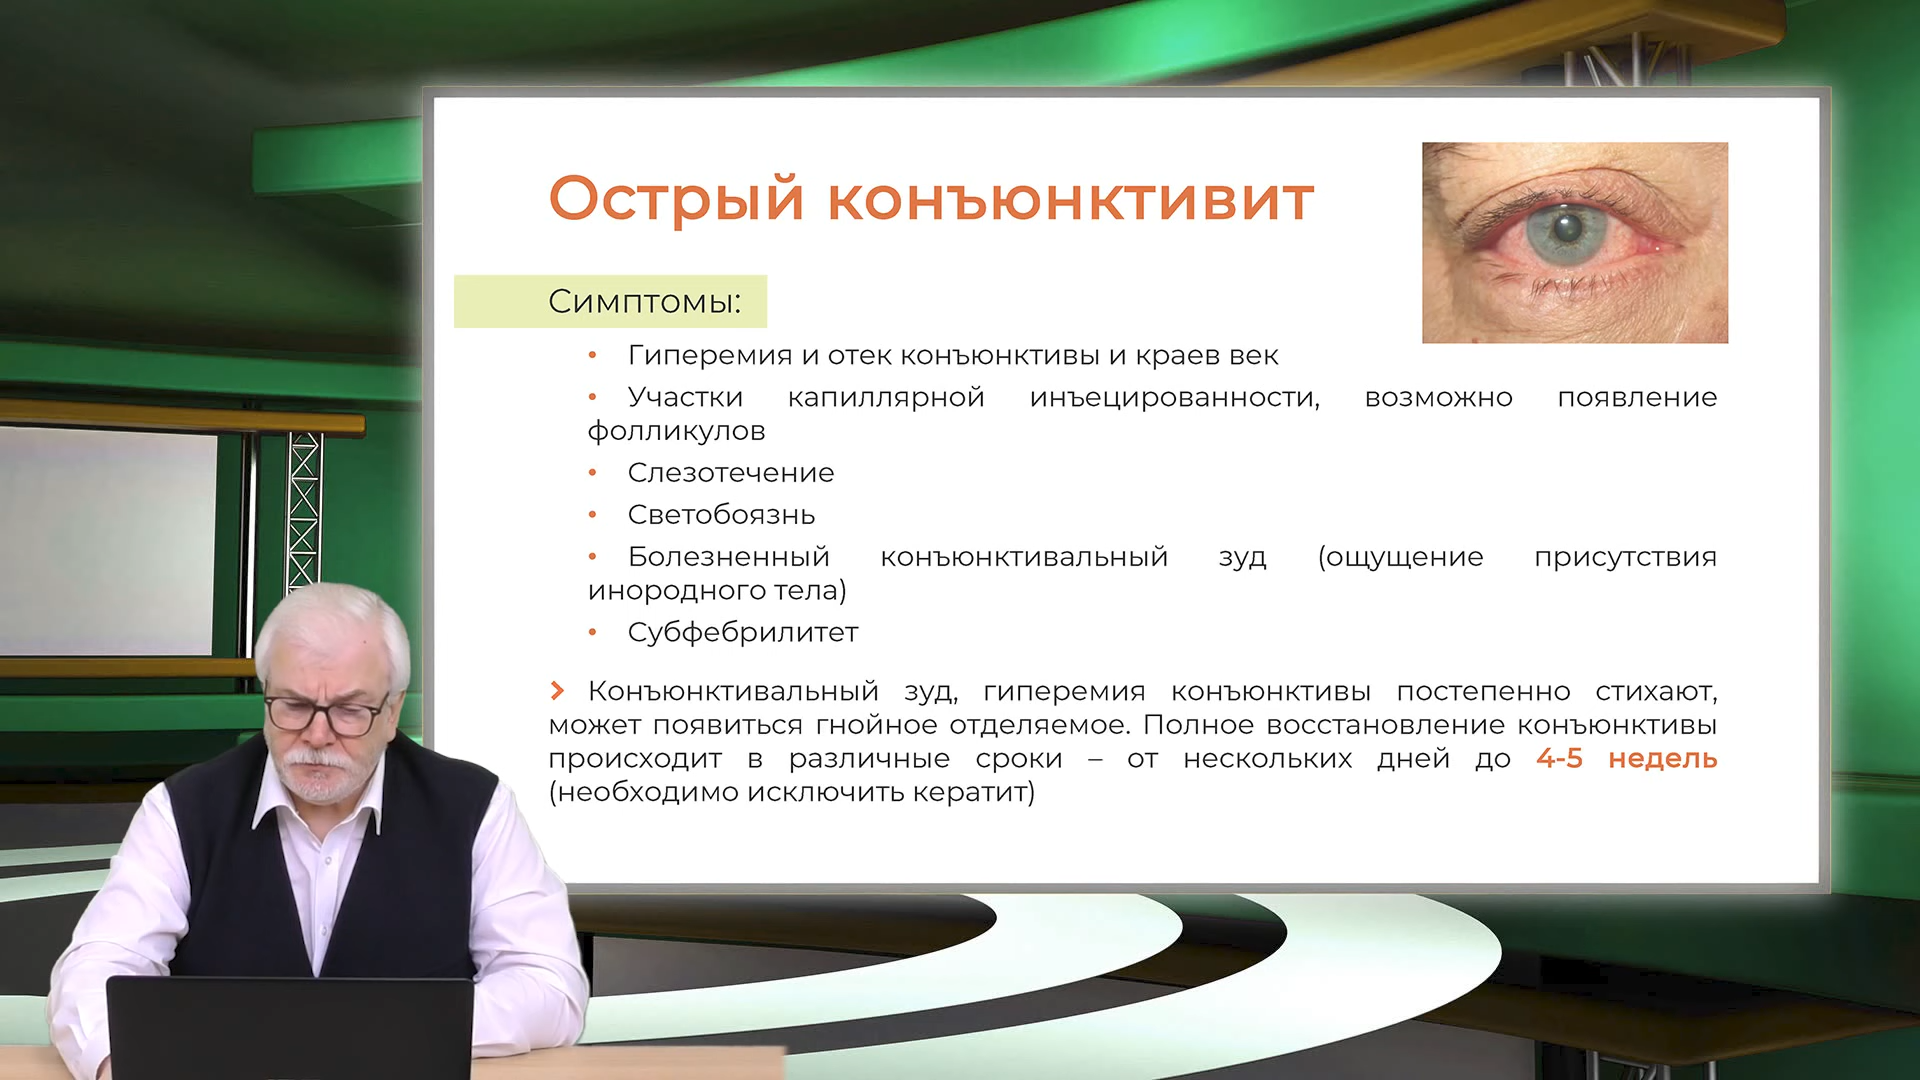 Острый конъюнктивит
Симптомы:
• Гиперемия и отек конъюнктивы и краев век
• Участки капиллярной инъецированности, возможно появление
фолликулов
• Слезотечение
• Светобоязнь
• Болезненный конъюнктивальный зуд (ощущение присутствия
инородного тела)
• Субфебрилитет
Конъюнктивальный зуд, гиперемия конъюнктивы постепенно стихают,
может появиться гнойное отделяемое. Полное восстановление конъюнктивы
происходит в различные сроки – от нескольких дней до 4-5 недель
(необходимо исключить кератит)